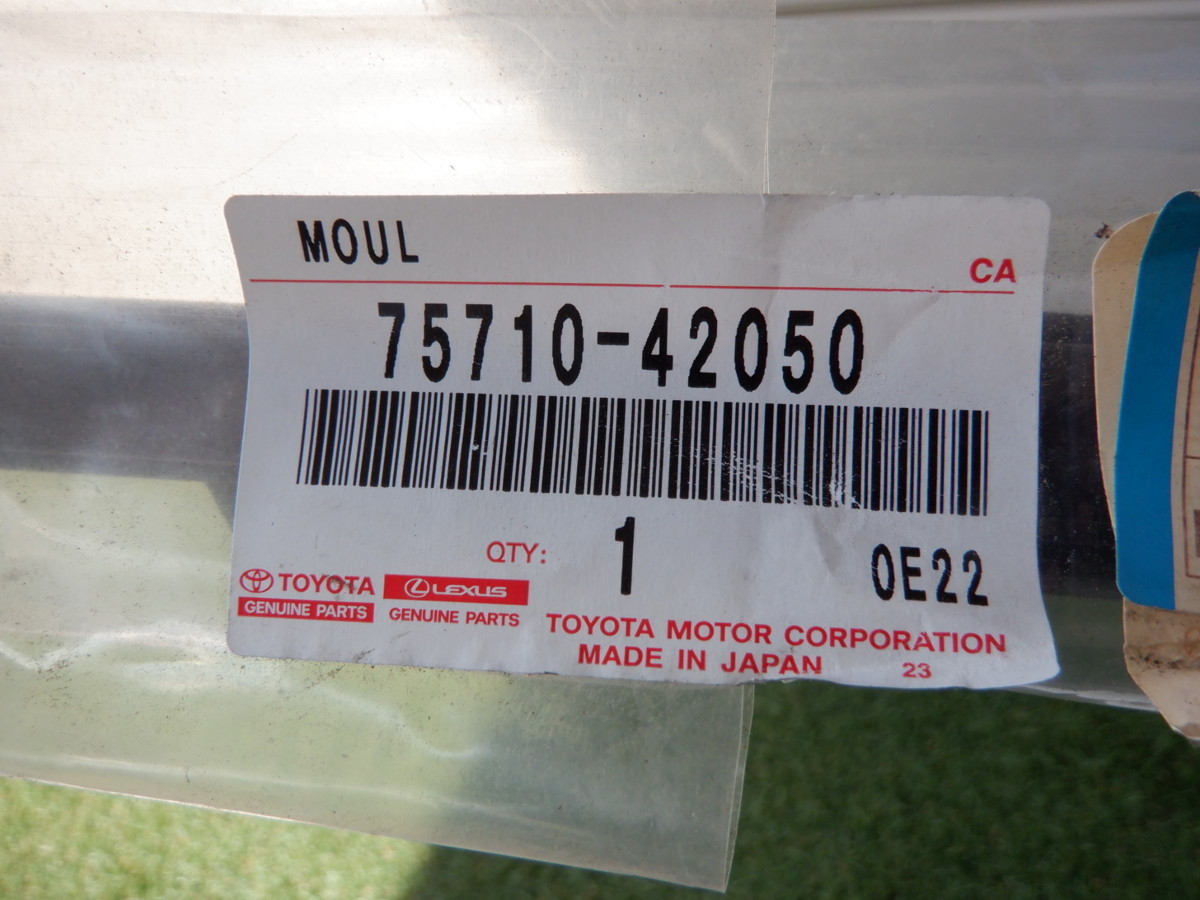 MOUL
CA
75710-42050
QTY: 1
0E22
TOYOTA LEXUS
GENUINE PARTS GENUINE PARTS
TOYOTA MOTOR CORPORATION
MADE IN JAPAN 23